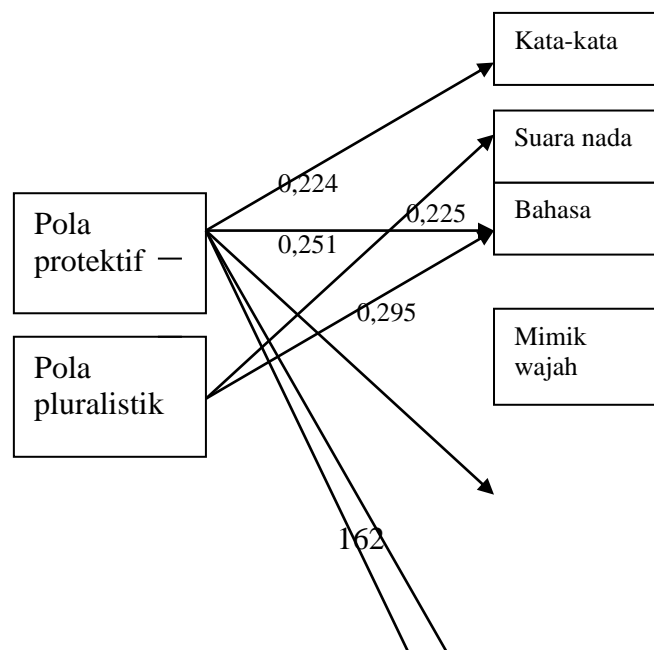 Kata-kata
Suara nada
0,224
0,225
Bahasa
Pola
protektif
0,251
0,295
Mimik
wajah
Pola
pluralistik
162